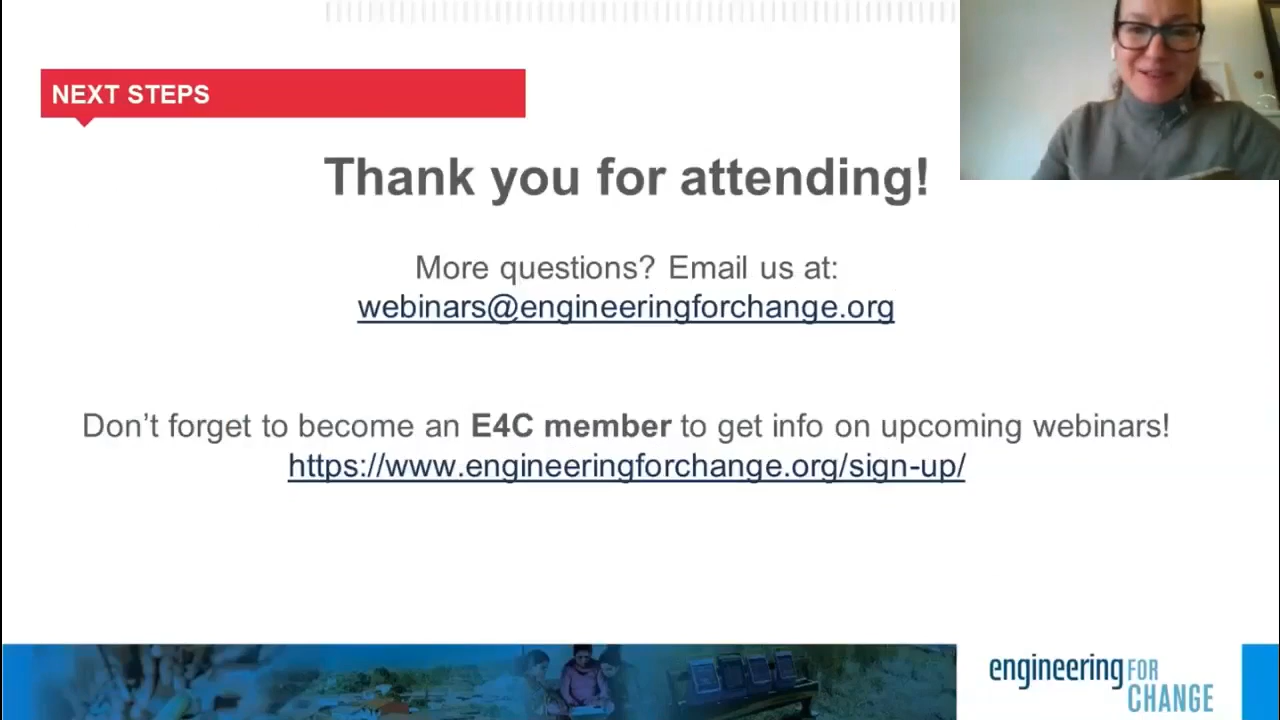 NEXT STEPS
Thank you for attending!
More questions? Email us at:
webinars@engineeringforchange.org
Don’t forget to become an E4C member to get info on upcoming webinars!
https://www.engineeringforchange.org/sign-up/
engineering FOR
CHANGE